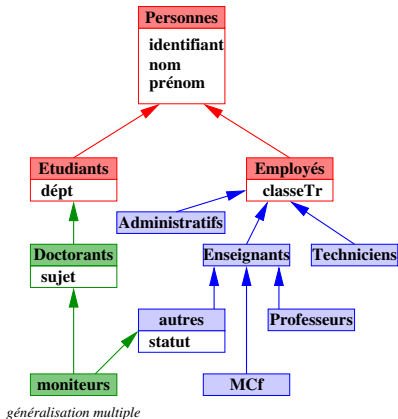 Personnes
identifiant
nom
prénom
Etudiants
dépt
Employés
classeTr
Administratifs
Doctorants
sujet
Enseignants
Techniciens
autres
statut
Professeurs
moniteurs
MCf
généralisation multiple